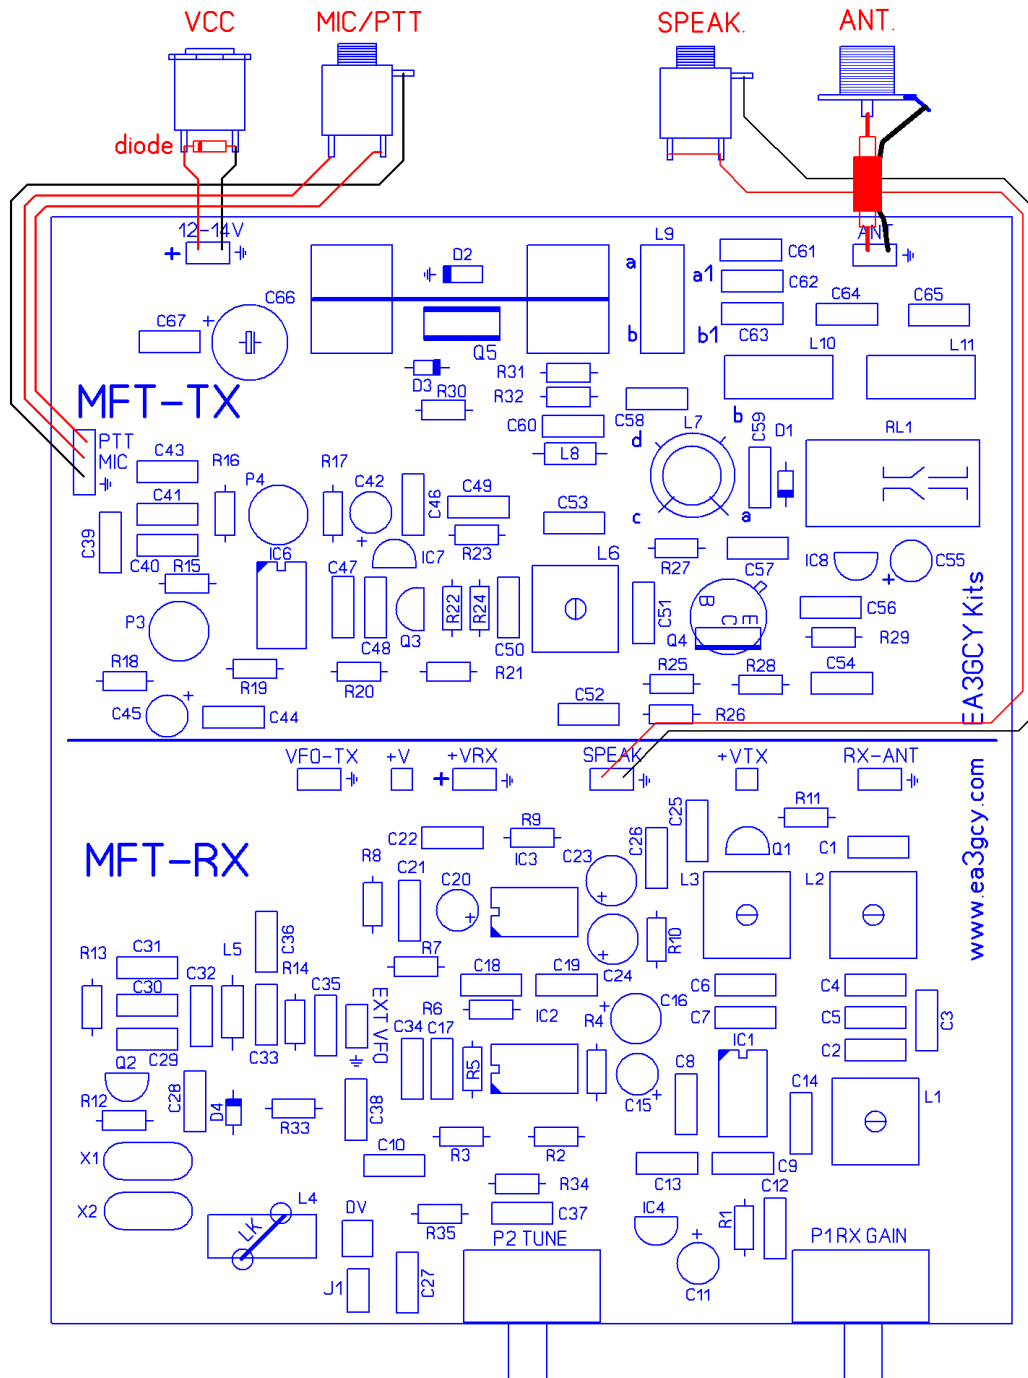 VCC MIC/PTT SPEAK. ANT.
diode
12-14V ANT
+
D2 L9 C61
a a1 C62
C66 C64 C65
C67 + b b1 C63
Q5 L10 L11
D3 R31
MFT-TX R30 R32 C58
C60 b
PTT d L7 C59 D1 RL1
MIC C43 R16 R17 L8
P4 C42 C46 C49
C41 C53 c a
C39 + R23
C40 IC6 IC7 L6 R27 C57 IC8 C55
R15 C47 +
P3 R22 R24 C51 B C E C56
Q3 Q4 R29
C48 C50
R18 R19 R20 R21 R25 R28 C54
C45 + C44 C52 R26
EA3GCY Kits
VFO-TX +V +VRX SPEAK +VTX RX-ANT
+
R11
C22 R9 C26 C25
MFT-RX R8 C21 IC3 C23 Q1 C1
C20 + + L3 L2
www.ea3gcy.com
R13 C31 L5 C36 R7 + C24 R10
C32 R14 C35 C18 C19 C6 C4
C30 EXT VFO R6 IC2 R4 + C16 C7 C5 C3
C34 C17 IC1
C29 C33 C2
Q2 C28 R5 C15 + C8 C14 L1
R12 D4 R33 C38
X1 C10 R3 R2 C13 C9
X2 L4 DV R34 IC4 C12
LK R35 C37 R1
P2 TUNE + P1 RX GAIN
J1 C27 C11